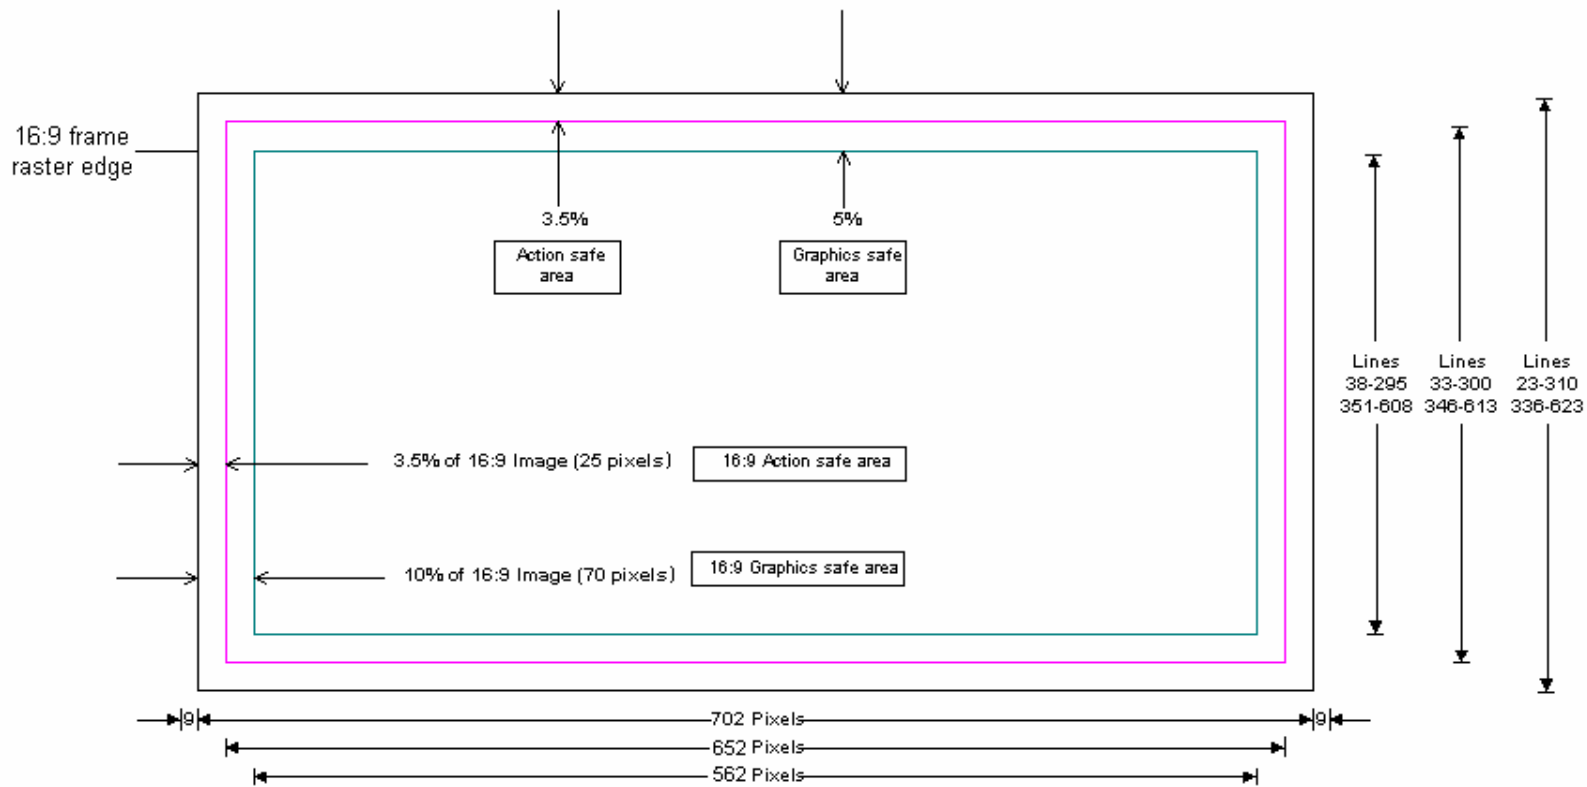 16:9 frame
raster edge
3.5%
5%
Action safe
area
Graphics safe
area
Lines
38-295
351-608
Lines
33-300
346-613
Lines
23-310
336-623
3.5% of 16:9 Image (25 pixels)
16:9 Action safe area
10% of 16:9 Image (70 pixels)
16:9 Graphics safe area
9
702 Pixels
9
652 Pixels
562 Pixels